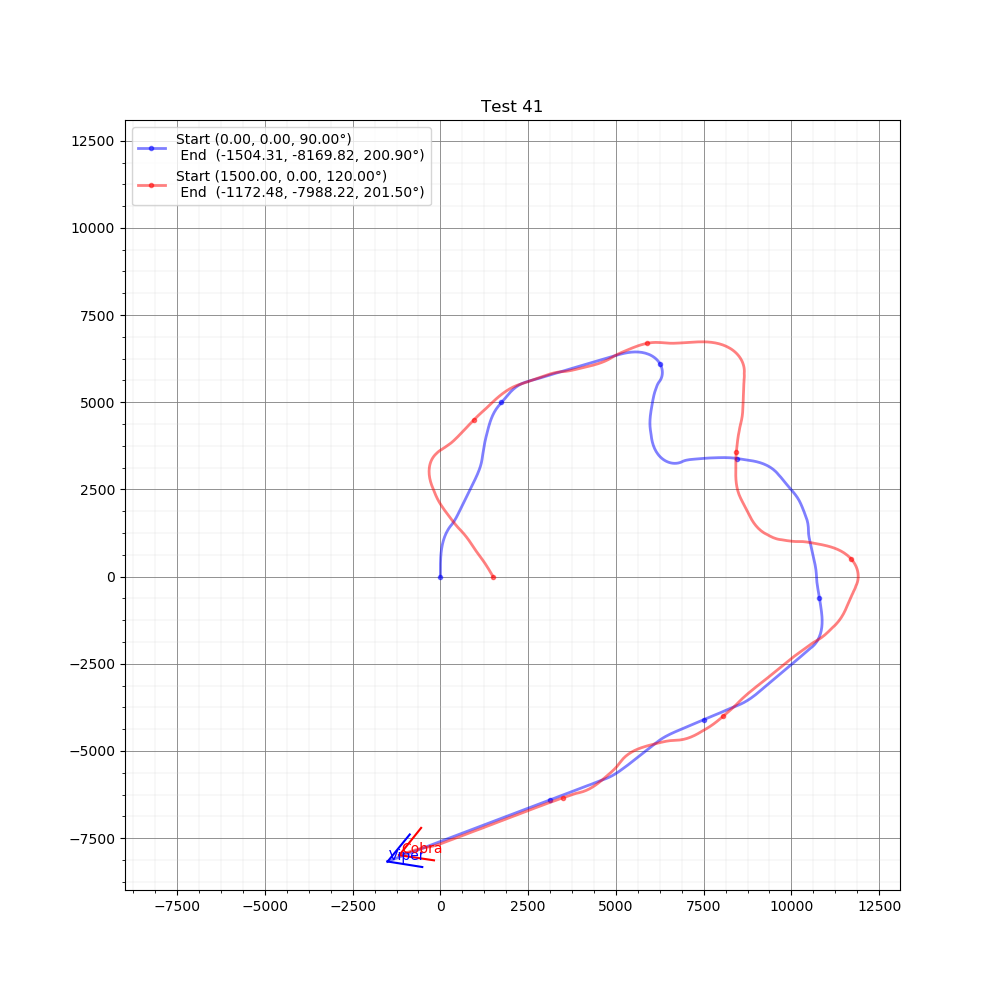 Test 41
Start (0.00, 0.00, 90.00°)
End  (-1504.31, -8169.82, 200.90°)
Start (1500.00, 0.00, 120.00°)
End  (-1172.48, -7988.22, 201.50°)
12500
10000
7500
5000
2500
0
−2500
−5000
−7500
Cobra
Viper
−7500 −5000 −2500 0 2500 5000 7500 10000 12500